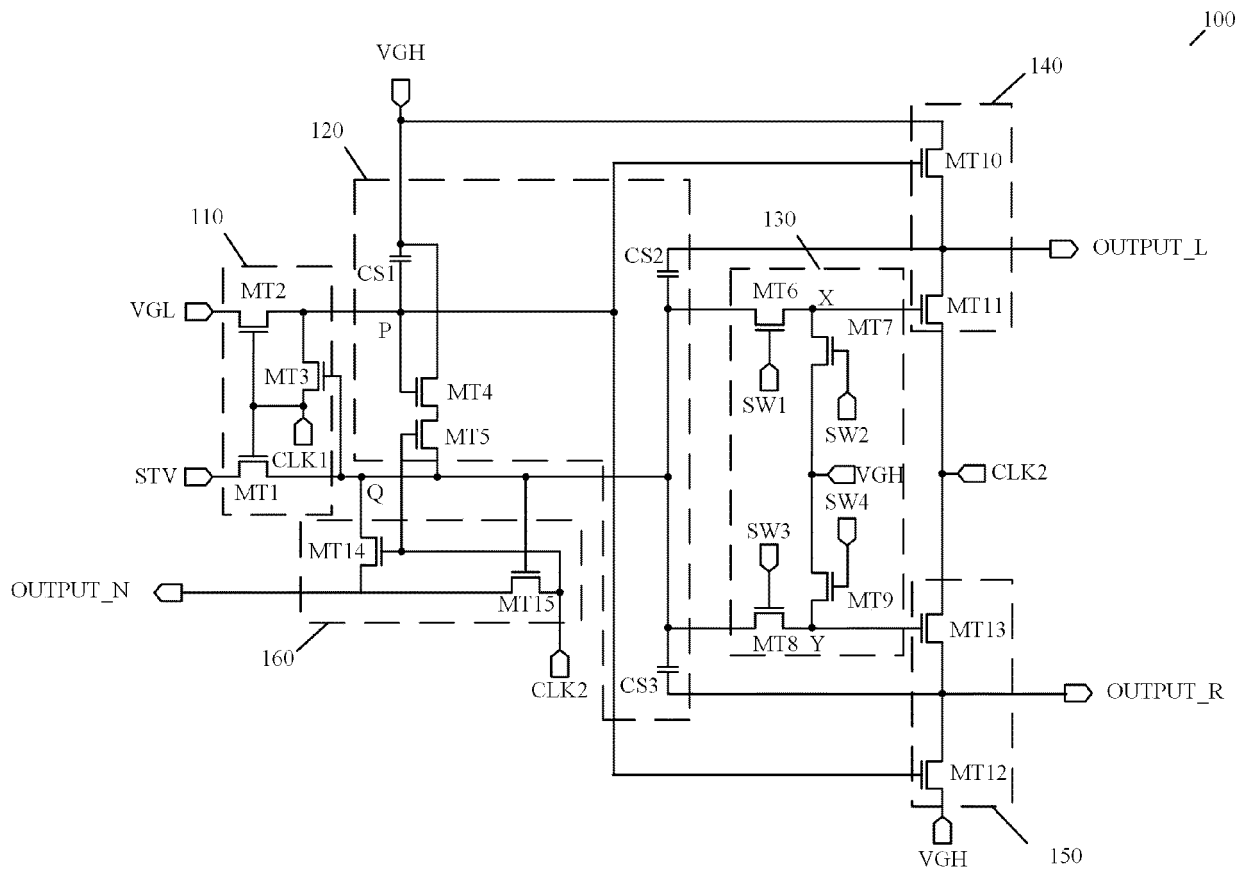 100
VGH
140
120
MT10
110
130
OUTPUT_L
CS1
CS2
MT2
MT6
X
VGL
MT11
P
MT7
MT3
MT4
SW1
MT5
SW2
CLK1
STV
MT1
Q
VGH
CLK2
SW4
SW3
MT14
OUTPUT_N
MT15
MT9
MT13
MT8
Y
160
CS3
CLK2
OUTPUT_R
MT12
VGH
150